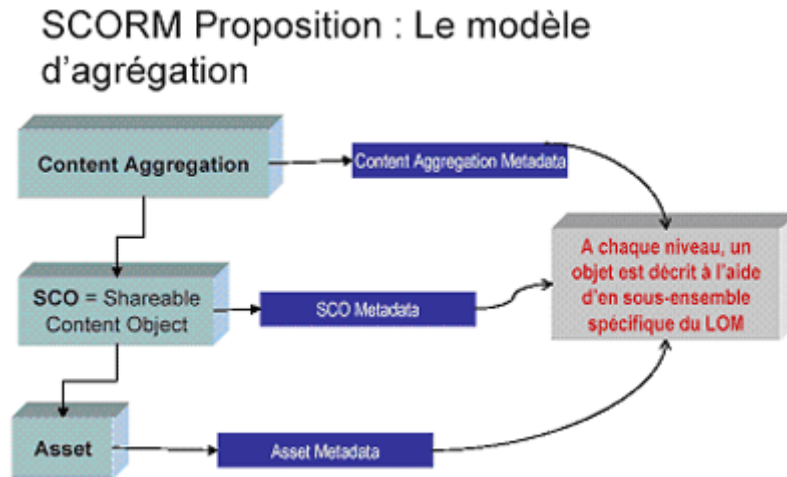 SCORM Proposition : Le modèle
d'agrégation
Content Aggregation
Content Aggregation Metadata
A chaque niveau, un
objet est décrit à l'aide
d'en sous-ensemble
spécifique du LOM
SCO = Shareable
Content Object
SCO Metadata
Asset
Asset Metadata